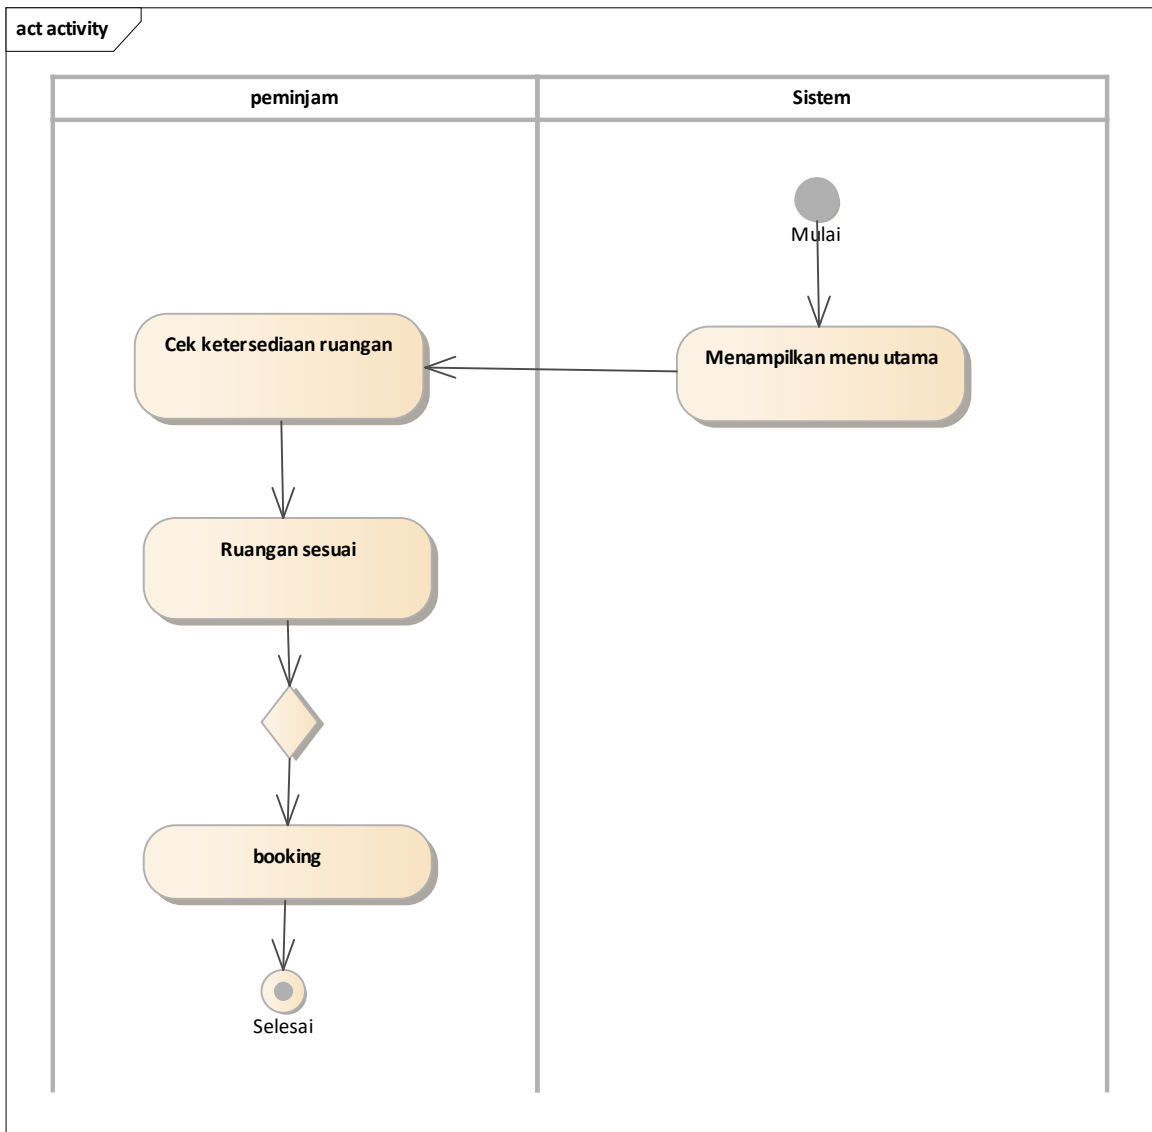 act activity
peminjam
Sistem
Mulai
Cek ketersediaan ruangan
Menampilkan menu utama
Ruangan sesuai
booking
Selesai